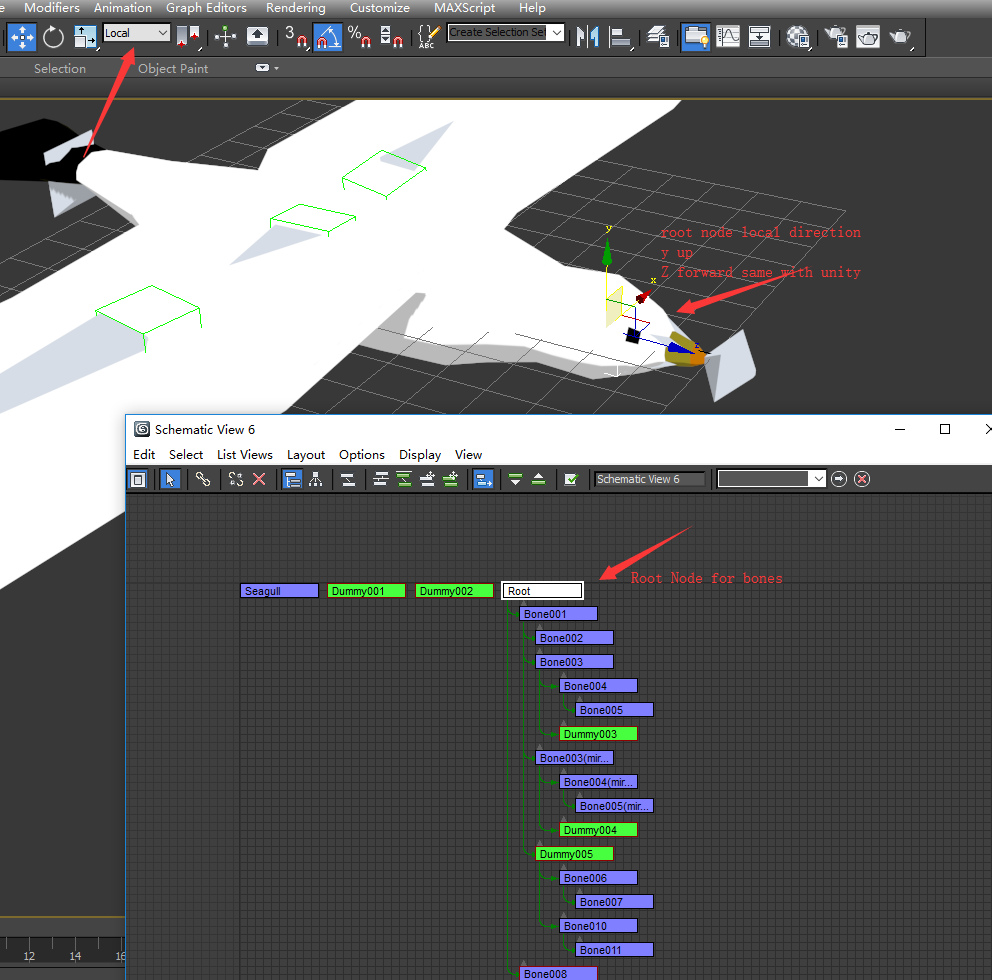 Modifiers Animation Graph Editors Rendering Customize MAXScript Help
Local
3
%
ABC
Create Selection Set
Selection
Object Paint
y
x
root node local direction
y up
Z forward same with unity
Schematic View 6
Edit Select List Views Layout Options Display View
Schematic View 6
Root Node for bones
Seagull Dummy001 Dummy002 Root
Bone001
Bone002
Bone003
Bone004
Bone005
Dummy003
Bone003(mir...
Bone004(mir...
Bone005(mir...
Dummy004
Dummy005
Bone006
Bone007
Bone010
Bone011
Bone008
12 14 16